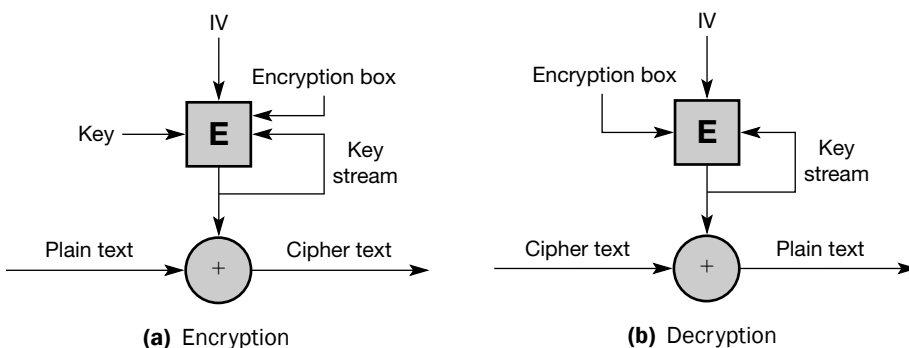 IV
Encryption box
Key
E
Key
stream
Plain text
+
Cipher text
(a) Encryption
IV
Encryption box
E
Key
stream
Cipher text
+
Plain text
(b) Decryption